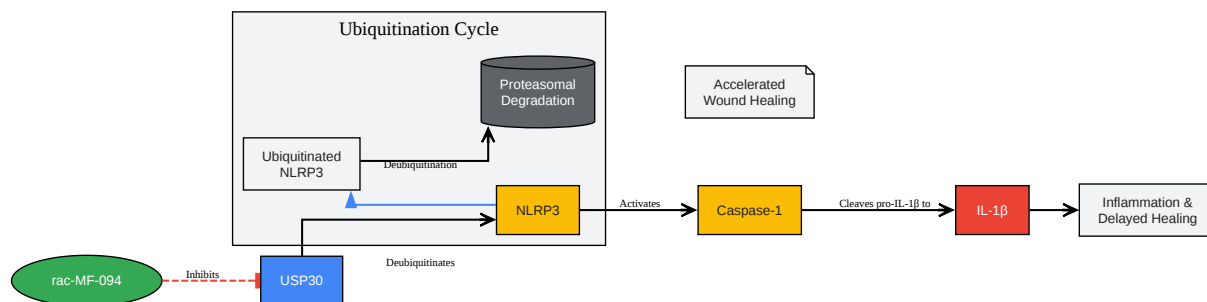 Ubiquitination Cycle
Proteasomal
Degradation
Accelerated
Wound Healing
Ubiquitinated
NLRP3
Deubiquitination
NLRP3
Activates
Caspase-1
Cleaves pro-IL-1β to
IL-1β
Inflammation &
Delayed Healing
Deubiquitinates
rac-MF-094
Inhibits
USP30